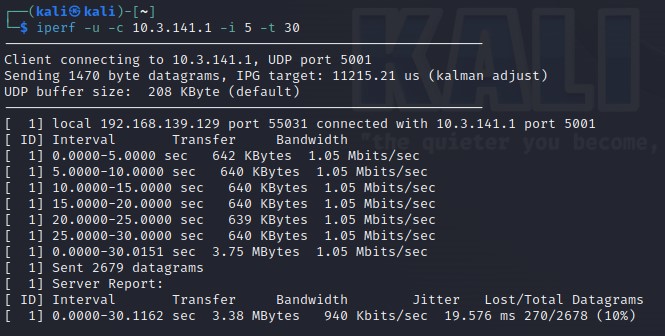 (kali㉿kali)-[~]
$ iperf -u -c 10.3.141.1 -i 5 -t 30
Client connecting to 10.3.141.1, UDP port 5001
Sending 1470 byte datagrams, IPG target: 11215.21 us (kalman adjust)
UDP buffer size:  208 KByte (default)
[  1] local 192.168.139.129 port 55031 connected with 10.3.141.1 port 5001
[ ID] Interval       Transfer     Bandwidth
[  1] 0.0000-5.0000 sec   642 KBytes  1.05 Mbits/sec
[  1] 5.0000-10.0000 sec   640 KBytes  1.05 Mbits/sec
[  1] 10.0000-15.0000 sec   640 KBytes  1.05 Mbits/sec
[  1] 15.0000-20.0000 sec   640 KBytes  1.05 Mbits/sec
[  1] 20.0000-25.0000 sec   639 KBytes  1.05 Mbits/sec
[  1] 25.0000-30.0000 sec   640 KBytes  1.05 Mbits/sec
[  1] 0.0000-30.0151 sec  3.75 MBytes  1.05 Mbits/sec
[  1] Sent 2679 datagrams
[  1] Server Report:
[ ID] Interval       Transfer     Bandwidth        Jitter   Lost/Total Datagrams
[  1] 0.0000-30.1162 sec  3.38 MBytes   940 Kbits/sec  19.576 ms 270/2678 (10%)
KALI
"the quieter you become,